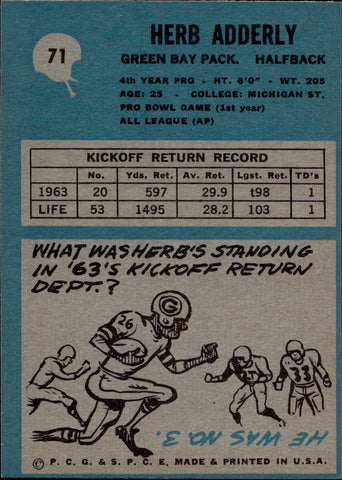 71
HERB ADDERLY
GREEN BAY PACK. HALFBACK
4th YEAR PRO - HT. 6'0" - WT. 205
AGE: 25 - COLLEGE: MICHIGAN ST.
PRO BOWL GAME (1st year)
ALL LEAGUE (AP)
KICKOFF RETURN RECORD
No. Yds. Ret. Av. Ret. Lgst. Ret. TD's
1963 20 597 29.9 t98 1
LIFE 53 1495 28.2 103 1
WHAT WAS HERB'S STANDING
IN '63'S KICKOFF RETURN
DEPT.?
G
26
33
HE WAS NO. 3.
© P. C. G. & S. P. C. E. MADE & PRINTED IN U.S.A.